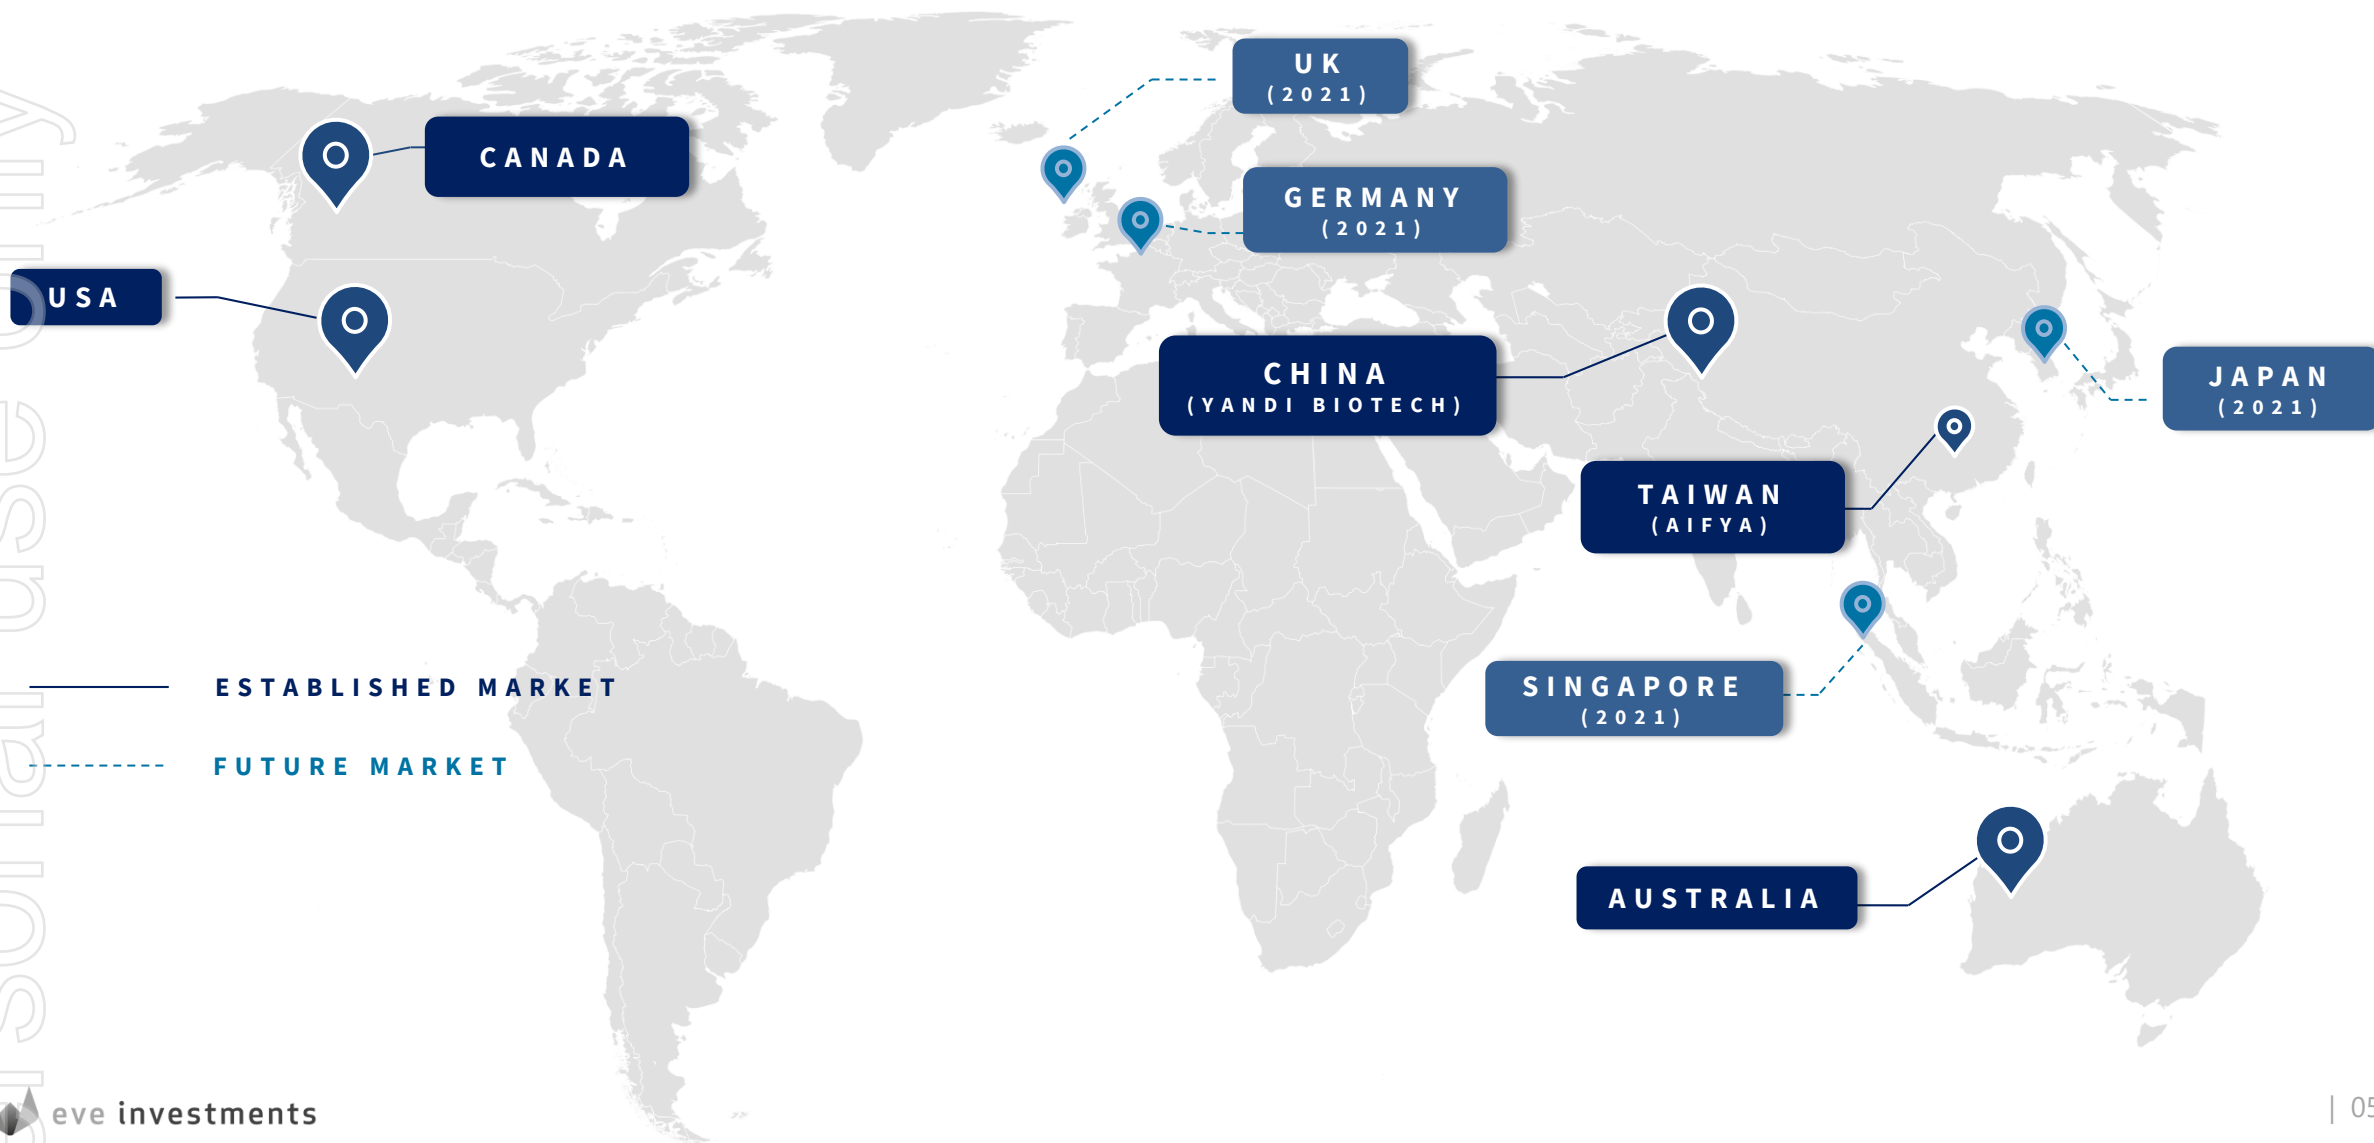 UK
(2021)
CANADA
GERMANY
(2021)
USA
CHINA
(YANDI BIOTECH)
JAPAN
(2021)
TAIWAN
(AIFYA)
SINGAPORE
(2021)
ESTABLISHED MARKET
FUTURE MARKET
AUSTRALIA
eve investments
| 05